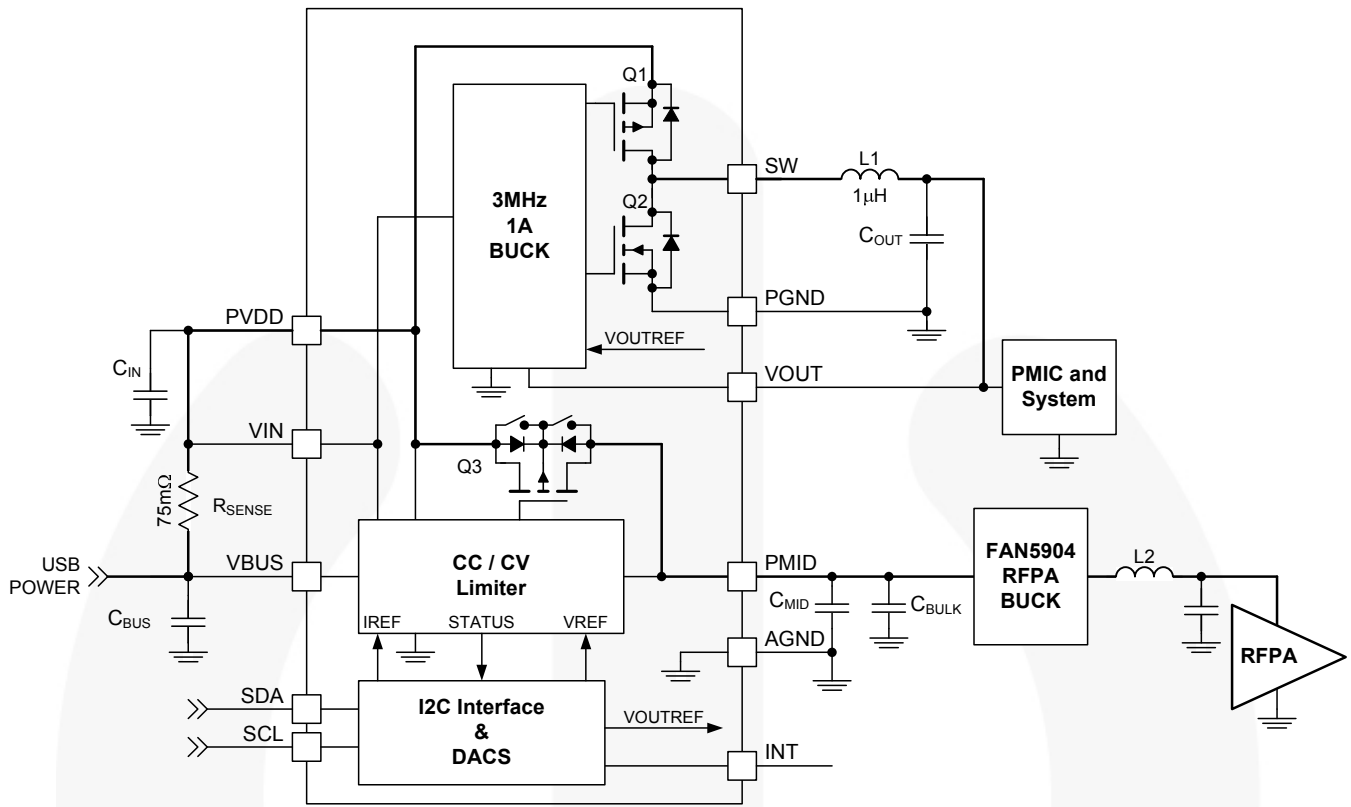 Q1
SW
L1
1μH
3MHz
1A
BUCK
Q2
COUT
PGND
PVDD
VOUTREF
CIN
VOUT
PMIC and
System
VIN
Q3
75mΩ
RSENSE
USB
POWER
VBUS
CC / CV
Limiter
PMID
FAN5904
RFPA
BUCK
L2
CMID
CBULK
CBUS
IREF
STATUS
VREF
AGND
RFPA
SDA
I2C Interface
&
DACS
VOUTREF
SCL
INT